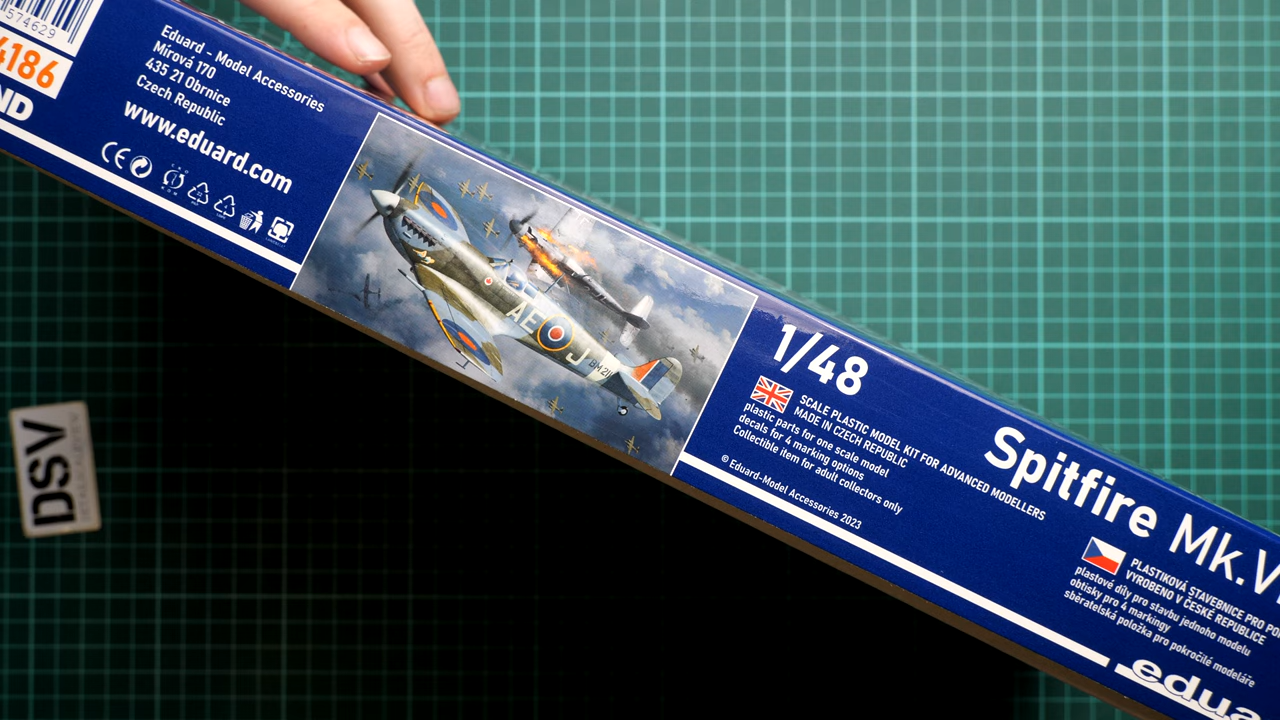 574629
4186
ND
Eduard - Model Accessories
Mírová 170
435 21 Obrnice
Czech Republic
www.eduard.com
CE
AE
J
BM 211
1/48
SCALE PLASTIC MODEL KIT FOR ADVANCED MODELLERS
MADE IN CZECH REPUBLIC
plastic parts for one scale model
decals for 4 marking options
Collectible item for adult collectors only
© Eduard-Model Accessories 2023
Spitfire Mk.V
PLASTIKOVÁ STAVEBNICE PRO PO
VYROBENO V ČESKÉ REPUBLICE
plastové díly pro stavbu jednoho modelu
obtisky pro 4 markingy
sběratelská položka pro pokročilé modeláře
edua
DSV